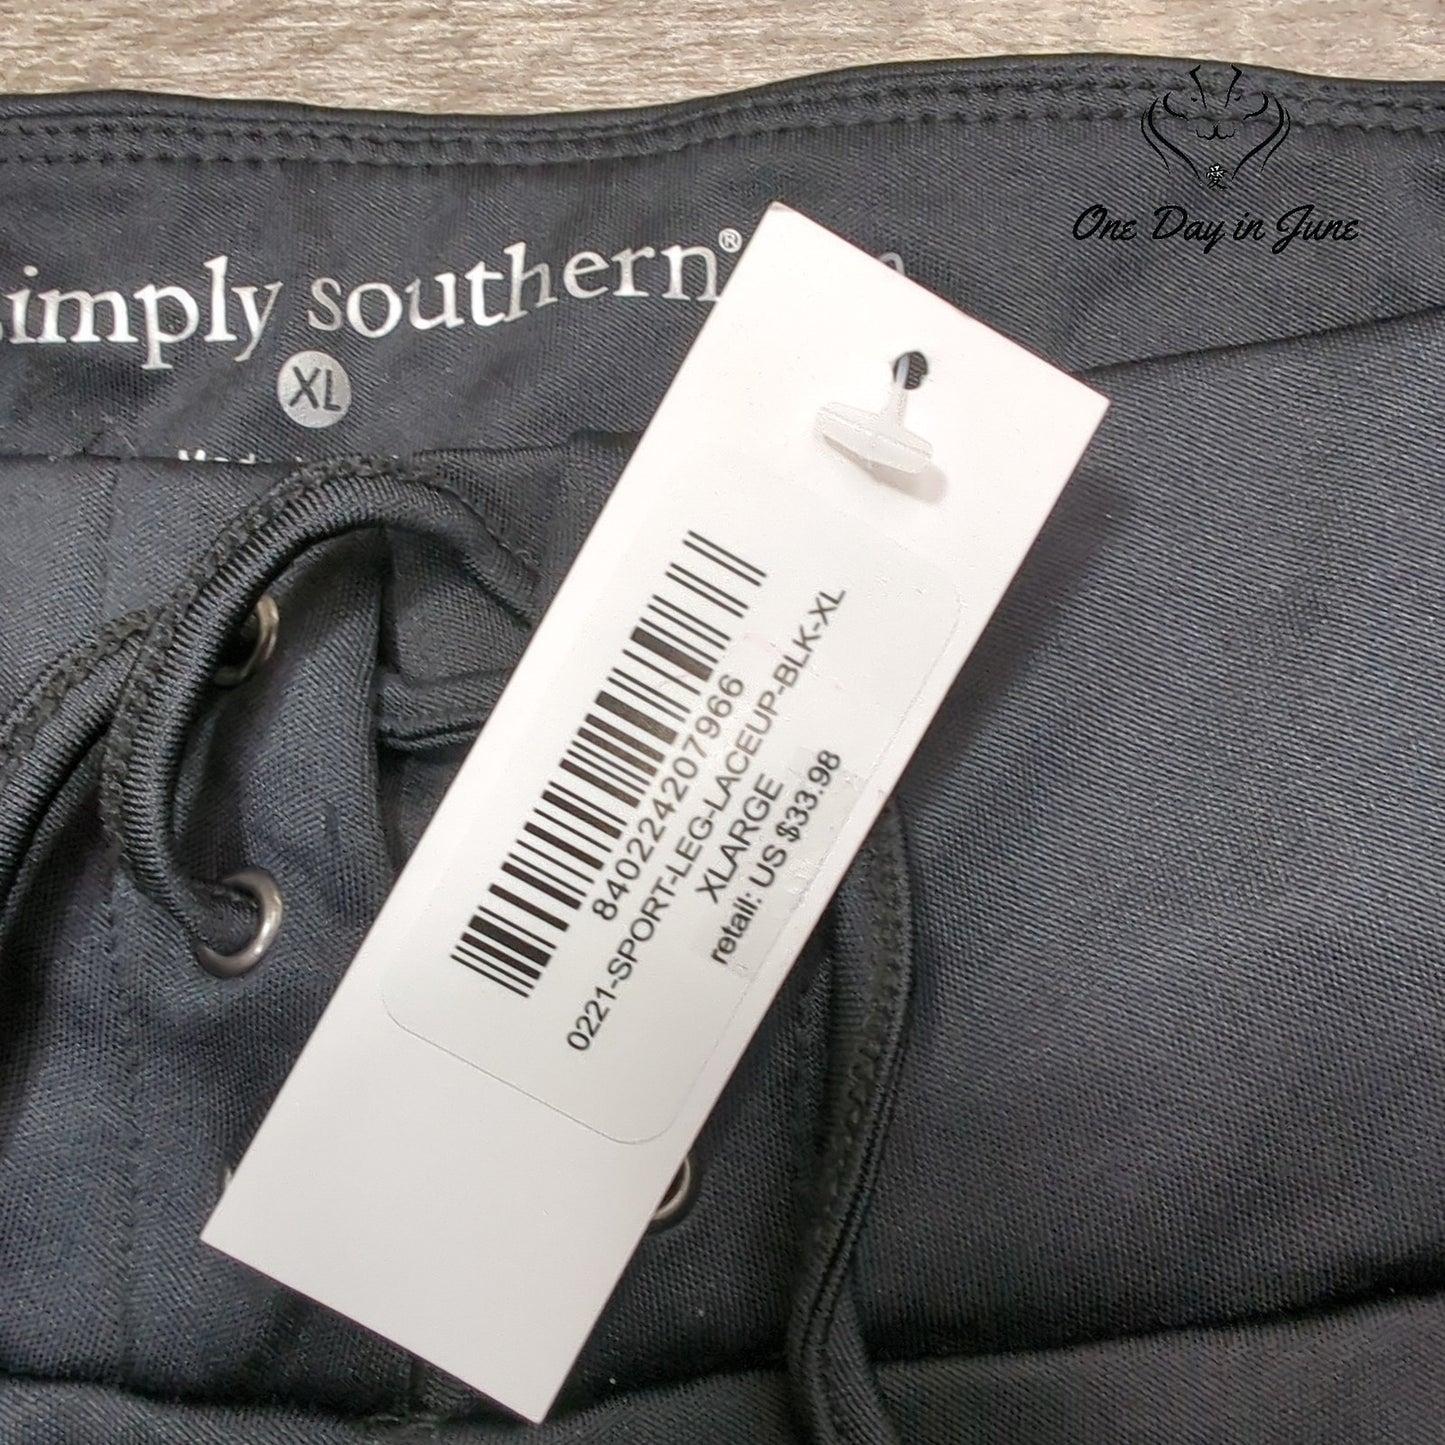 愛
One Day in June
simply southern®
XL
840224207966
0221-SPORT-LEG-LACEUP-BLK-XL
XLARGE
retail: US $33.98